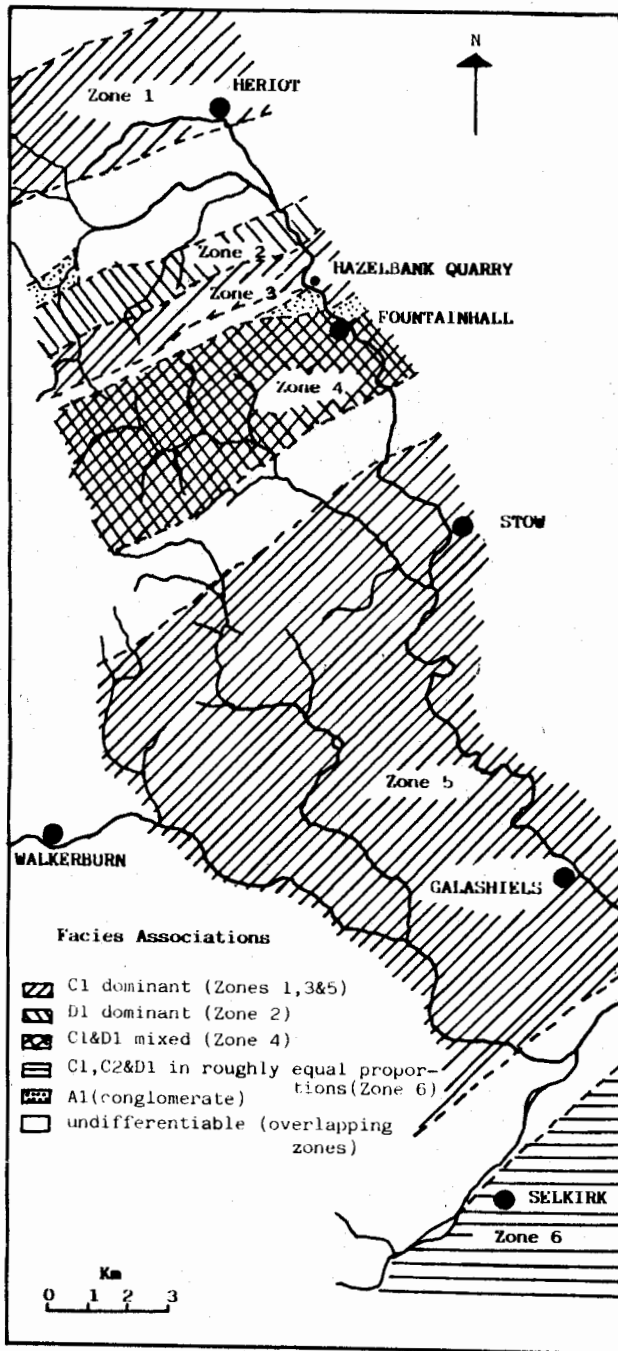 N
HERIOT
Zone 1
Zone 2
HAZELBANK QUARRY
Zone 3
FOUNTAINHALL
Zone 4
STOW
Zone 5
WALKERBURN
GALASHIELS
Facies Associations
C1 dominant (Zones 1,3&5)
D1 dominant (Zone 2)
C1&D1 mixed (Zone 4)
C1,C2&D1 in roughly equal propor-
tions(Zone 6)
A1(conglomerate)
undifferentiable (overlapping
zones)
SELKIRK
Zone 6
Km
0 1 2 3